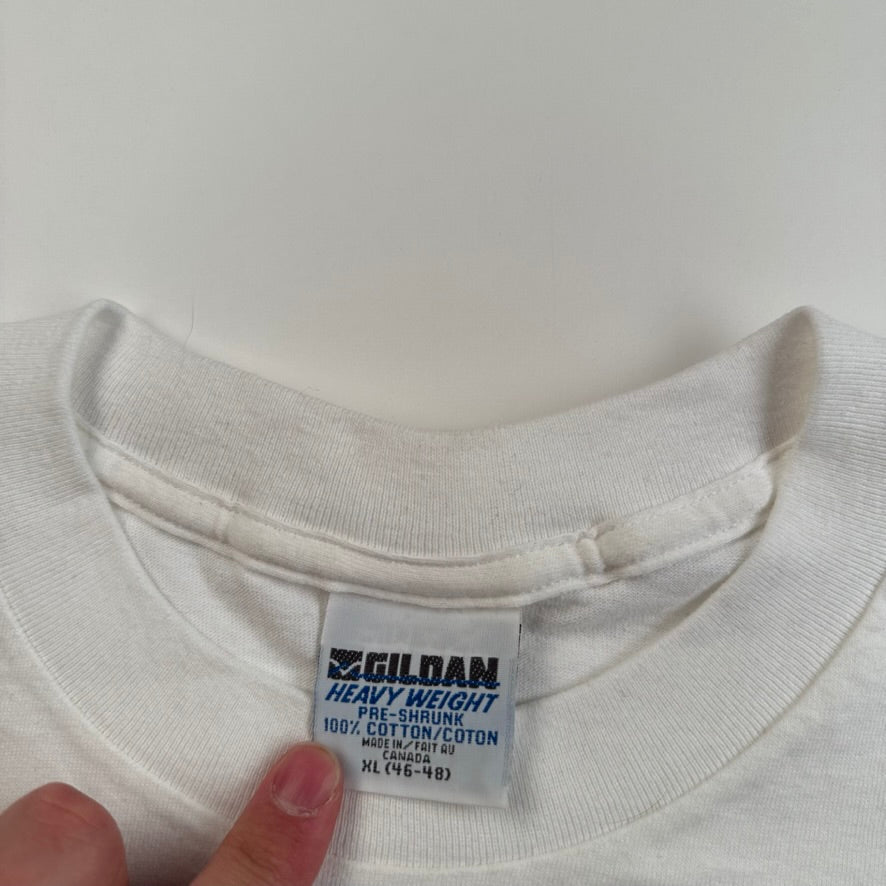 GILDAN
HEAVY WEIGHT
PRE-SHRUNK
100% COTTON/COTON
MADE IN/FAIT AU
CANADA
XL (46-48)